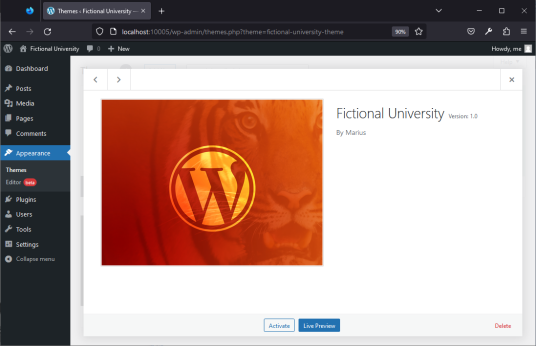 Themes ‹ Fictional University —
localhost:10005/wp-admin/themes.php?theme=fictional-university-theme
90%
Fictional University
0
New
Howdy, me
Dashboard
Posts
Media
Pages
Comments
Appearance
Themes
Editor beta
Plugins
Users
Tools
Settings
Collapse menu
Fictional University Version: 1.0
By Marius
Activate
Live Preview
Delete